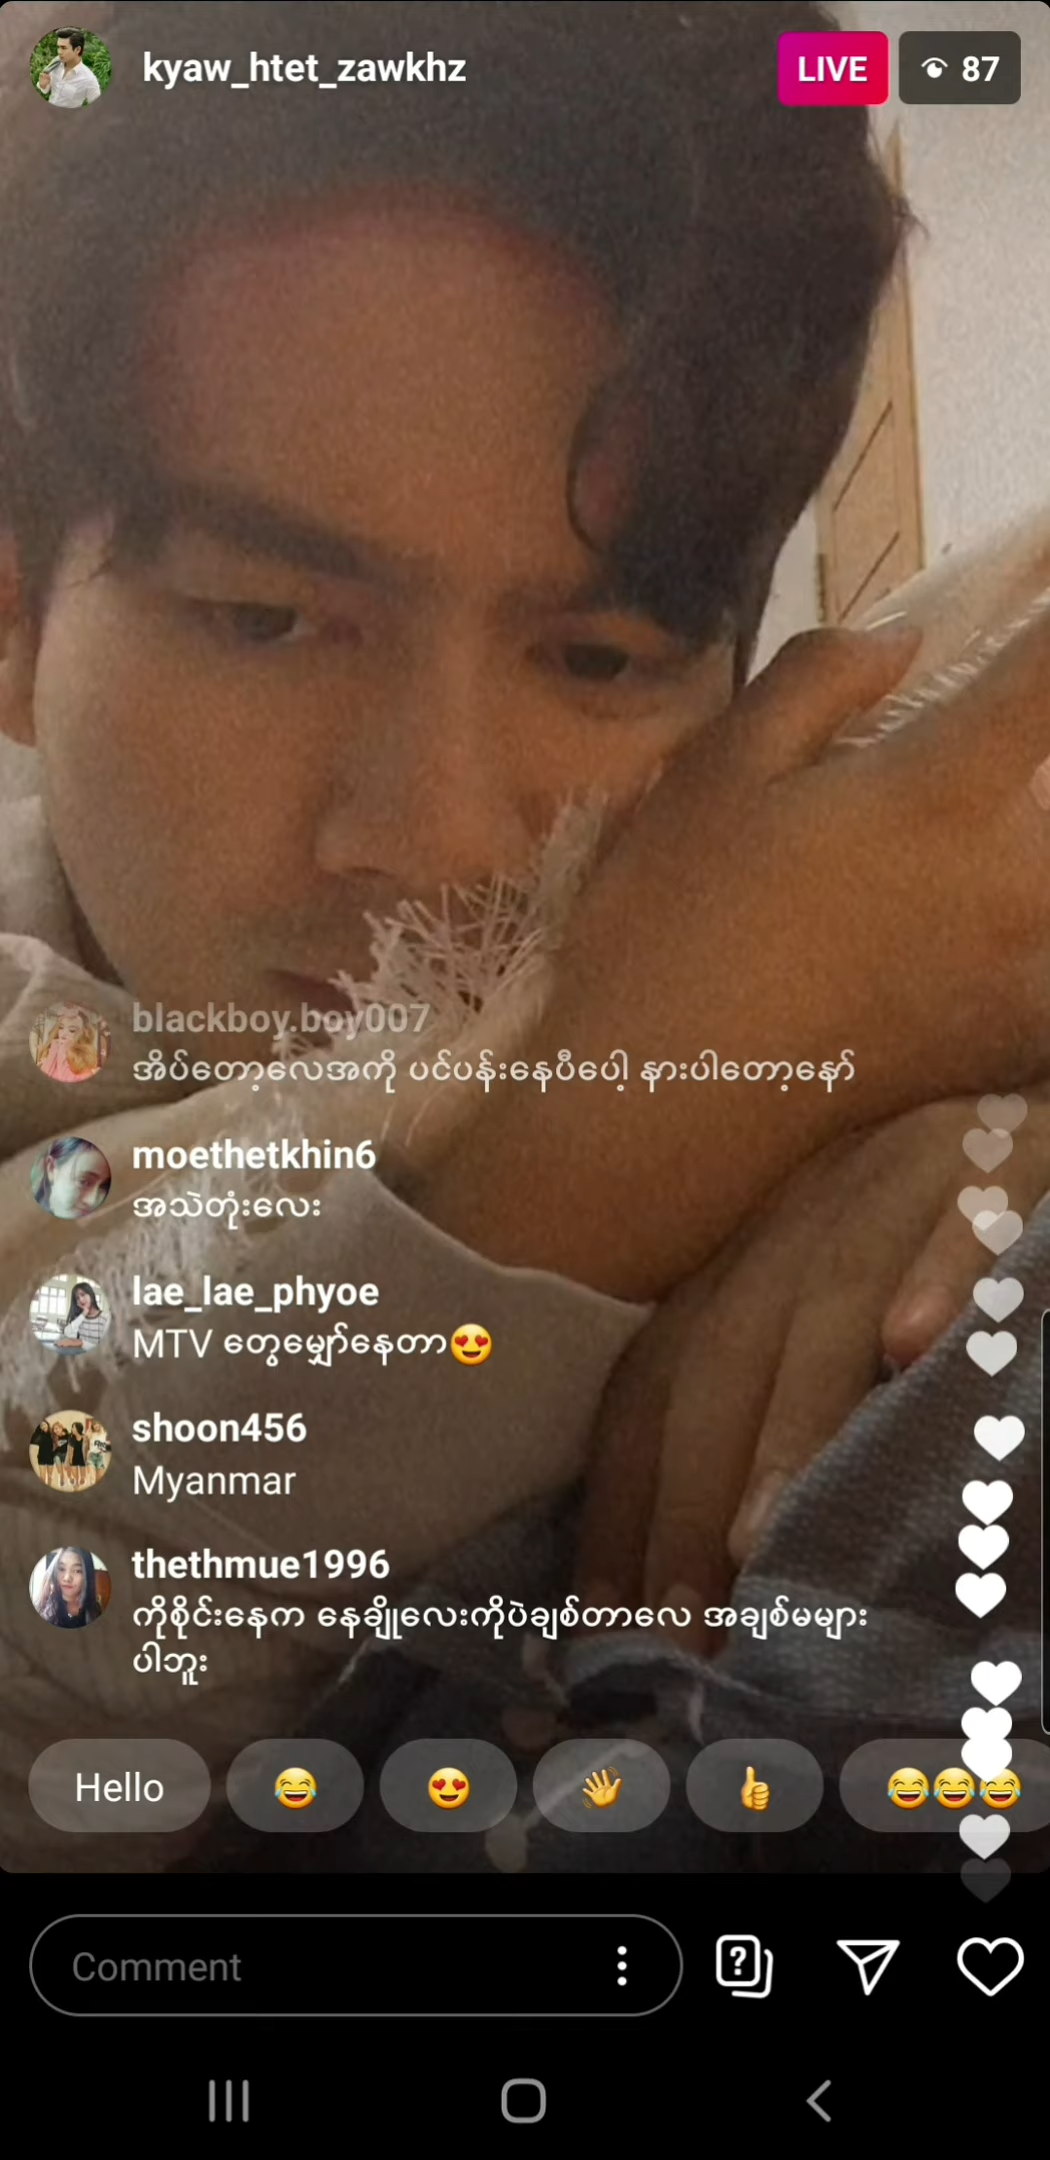 kyaw_htet_zawkhz
LIVE
87
blackboy.boy007
အိပ်တော့လေအကို ပင်ပန်းနေပီပေါ့ နားပါတော့နော်
moethetkhin6
အသဲတုံးလေး
lae_lae_phyoe
MTV တွေမျှော်နေတာ😍
shoon456
Myanmar
thethmue1996
ကိုစိုင်းနေက နေချိုလေးကိုပဲချစ်တာလေ အချစ်မများ
ပါဘူး
Hello 😂 😍 👋 👍 😂😂😂
Comment